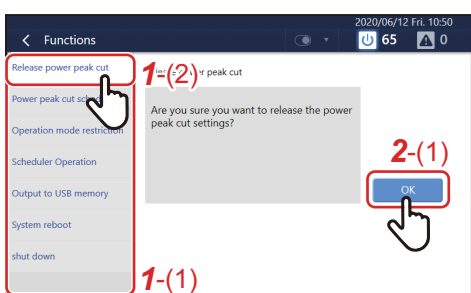 2020/06/12 Fri. 10:50
Functions
65
0
Release power peak cut
1-(2)
er peak cut
Power peak cut sch
Are you sure you want to release the power
peak cut settings?
Operation mode restriction
2-(1)
Scheduler Operation
OK
Output to USB memory
System reboot
shut down
1-(1)